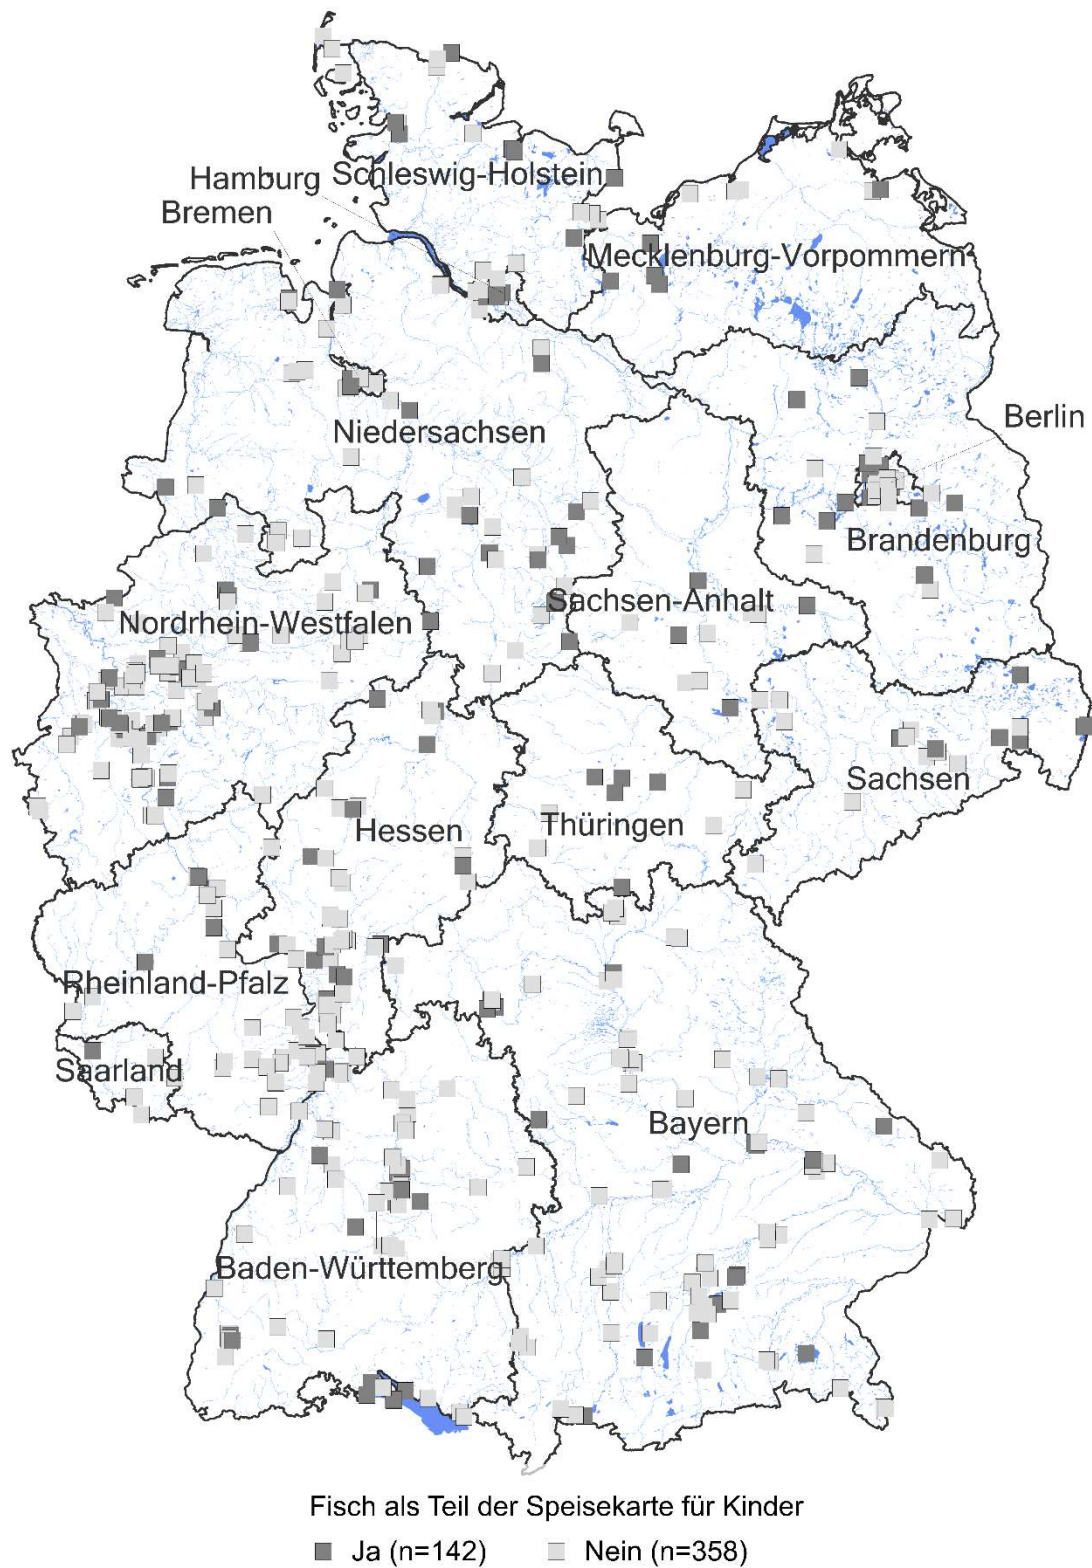 Hamburg
Schleswig-Holstein
Bremen
Mecklenburg-Vorpommern
Berlin
Niedersachsen
Brandenburg
Sachsen-Anhalt
Nordrhein-Westfalen
Sachsen
Hessen
Thüringen
Rheinland-Pfalz
Saarland
Bayern
Baden-Württemberg
Fisch als Teil der Speisekarte für Kinder
Ja (n=142) Nein (n=358)